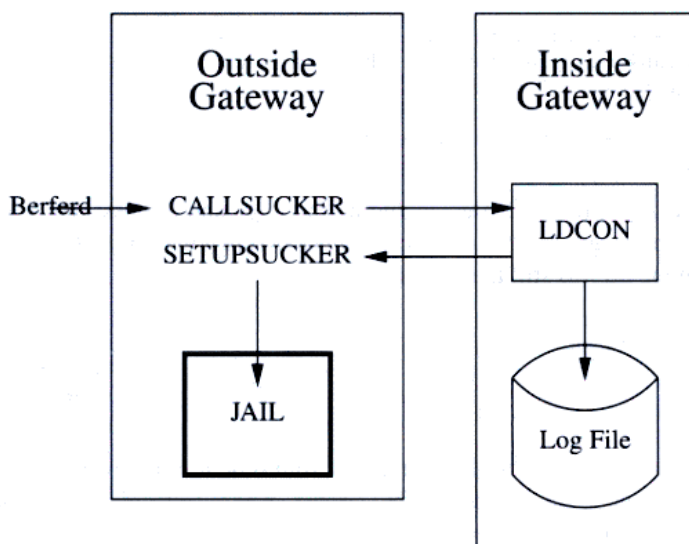 Outside
Gateway
Inside
Gateway
Berferd
CALLSUCKER
SETUPSUCKER
LDCON
JAIL
Log File